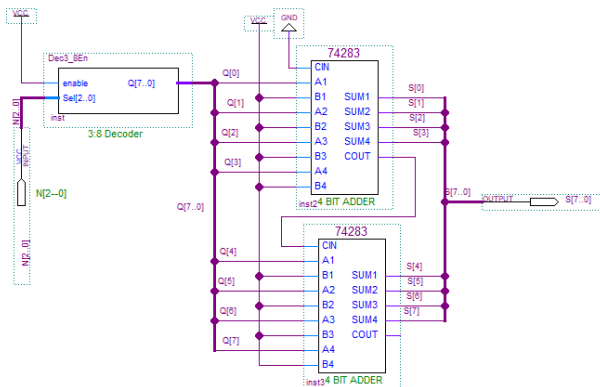 VCC
VCC
GND
Dec3_8En
enable
Q[7..0]
Sel[2..0]
inst
3:8 Decoder
N[2..0]
VCC
INPUT
N[2--0]
N[2..0]
Q[0]
Q[1]
Q[2]
Q[3]
Q[7..0]
Q[4]
Q[5]
Q[6]
Q[7]
74283
CIN
A1
B1
SUM1
A2
SUM2
B2
SUM3
A3
SUM4
B3
COUT
A4
B4
inst2
4 BIT ADDER
S[0]
S[1]
S[2]
S[3]
S[7..0]
OUTPUT
S[7..0]
74283
CIN
A1
B1
SUM1
A2
SUM2
B2
SUM3
A3
SUM4
B3
COUT
A4
B4
inst3
4 BIT ADDER
S[4]
S[5]
S[6]
S[7]